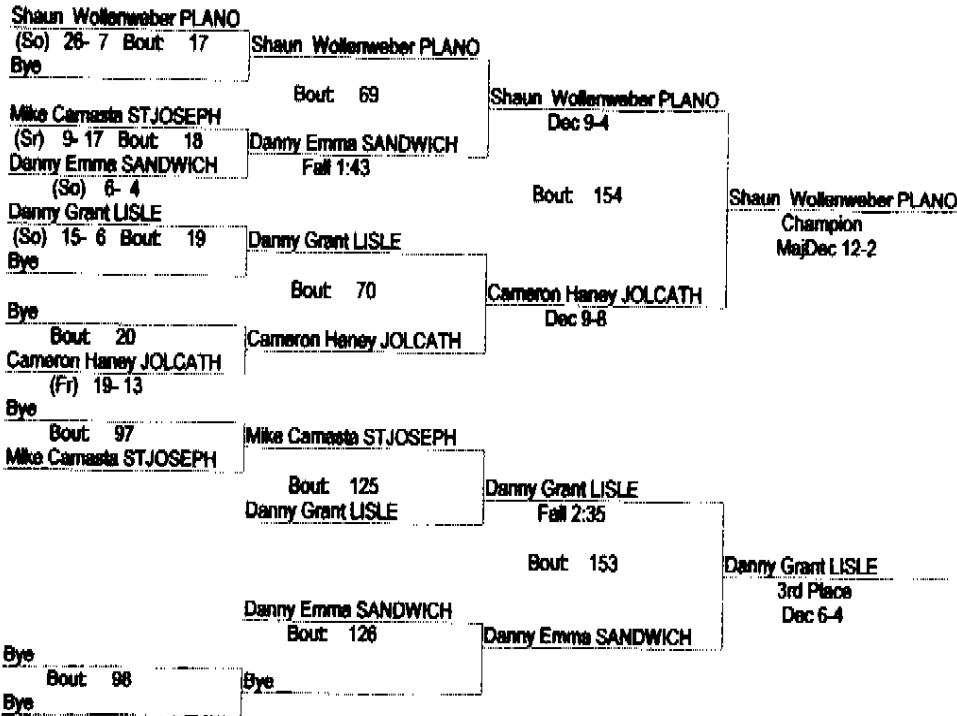 Shaun Wollenweber PLANO
(So) 26- 7 Bout: 17
Bye
Shaun Wollenweber PLANO
Bout: 69
Mike Carnasta STJOSEPH
(Sr) 9- 17 Bout: 18
Danny Emma SANDWICH
(So) 6- 4
Danny Emma SANDWICH
Fall 1:43
Shaun Wollenweber PLANO
Dec 9-4
Danny Grant LISLE
(So) 15- 6 Bout: 19
Bye
Danny Grant LISLE
Bout: 70
Bye
Bout: 20
Cameron Haney JOLCATH
(Fr) 19- 13
Cameron Haney JOLCATH
Cameron Haney JOLCATH
Dec 9-8
Bout: 154
Shaun Wollenweber PLANO
Champion
MajDec 12-2
Bye
Bout: 97
Mike Carnasta STJOSEPH
Mike Carnasta STJOSEPH
Bout: 125
Danny Grant LISLE
Danny Grant LISLE
Fall 2:35
Bout: 153
Danny Grant LISLE
3rd Place
Dec 6-4
Danny Emma SANDWICH
Bout: 126
Danny Emma SANDWICH
Bye
Bout: 98
Bye
Bye